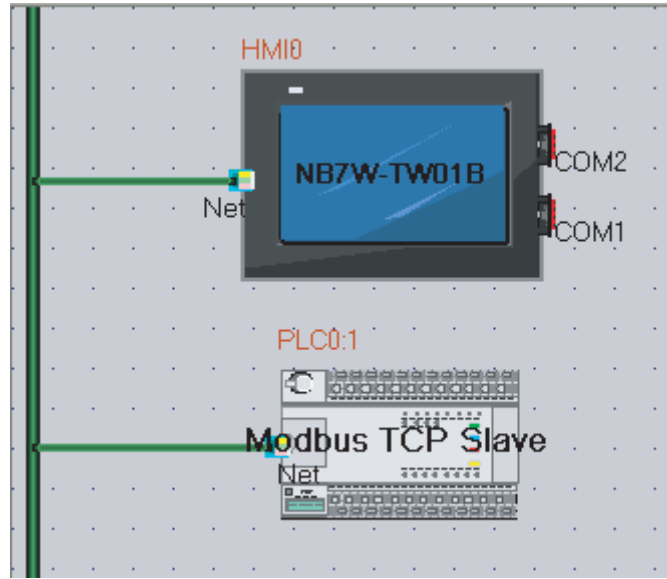 HMI0
NB7W-TW01B
COM2
Net
COM1
PLC0:1
Modbus TCP Slave
Net